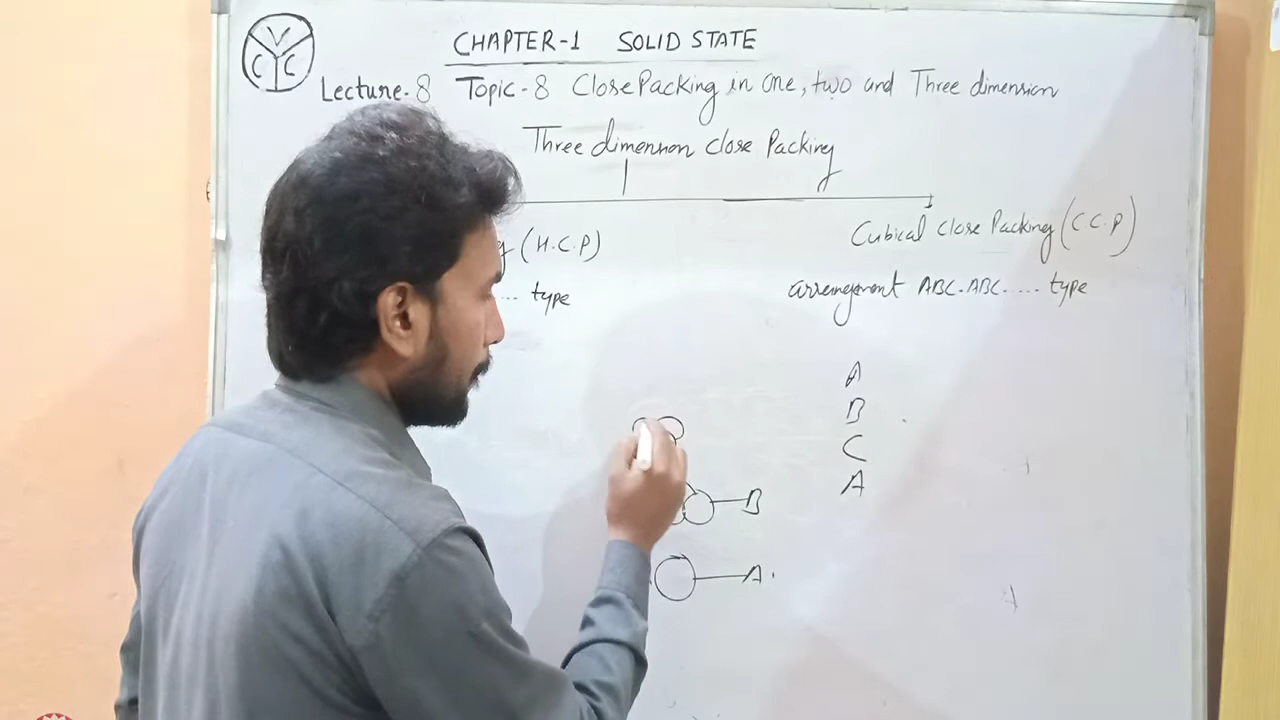 V
C C
CHAPTER-1 SOLID STATE
Lecture-8 Topic-8 Close Packing in one, two and Three dimension
Three dimension close Packing
(H.C.P)
Cubical close Packing (C.C.P)
.... type
arrangement ABC-ABC..... type
A
B
C
A
B
A.
A